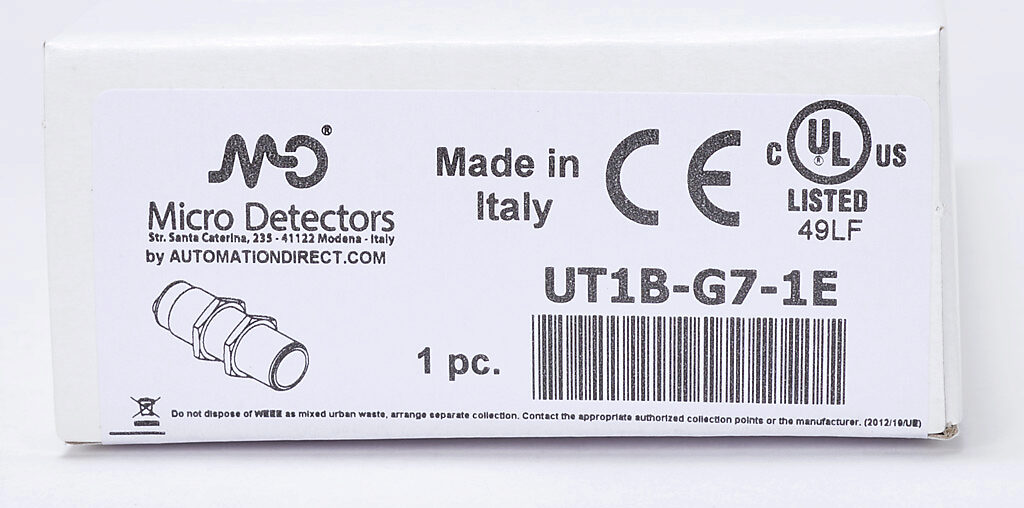 MD®
Micro Detectors
Str. Santa Caterina, 235 - 41122 Modena - Italy
by AUTOMATIONDIRECT.COM
Made in
Italy
CE
C UL® US
LISTED
49LF
UT1B-G7-1E
1 pc.
Do not dispose of WEEE as mixed urban waste, arrange separate collection. Contact the appropriate authorized collection points or the manufacturer. (2012/19/UE)